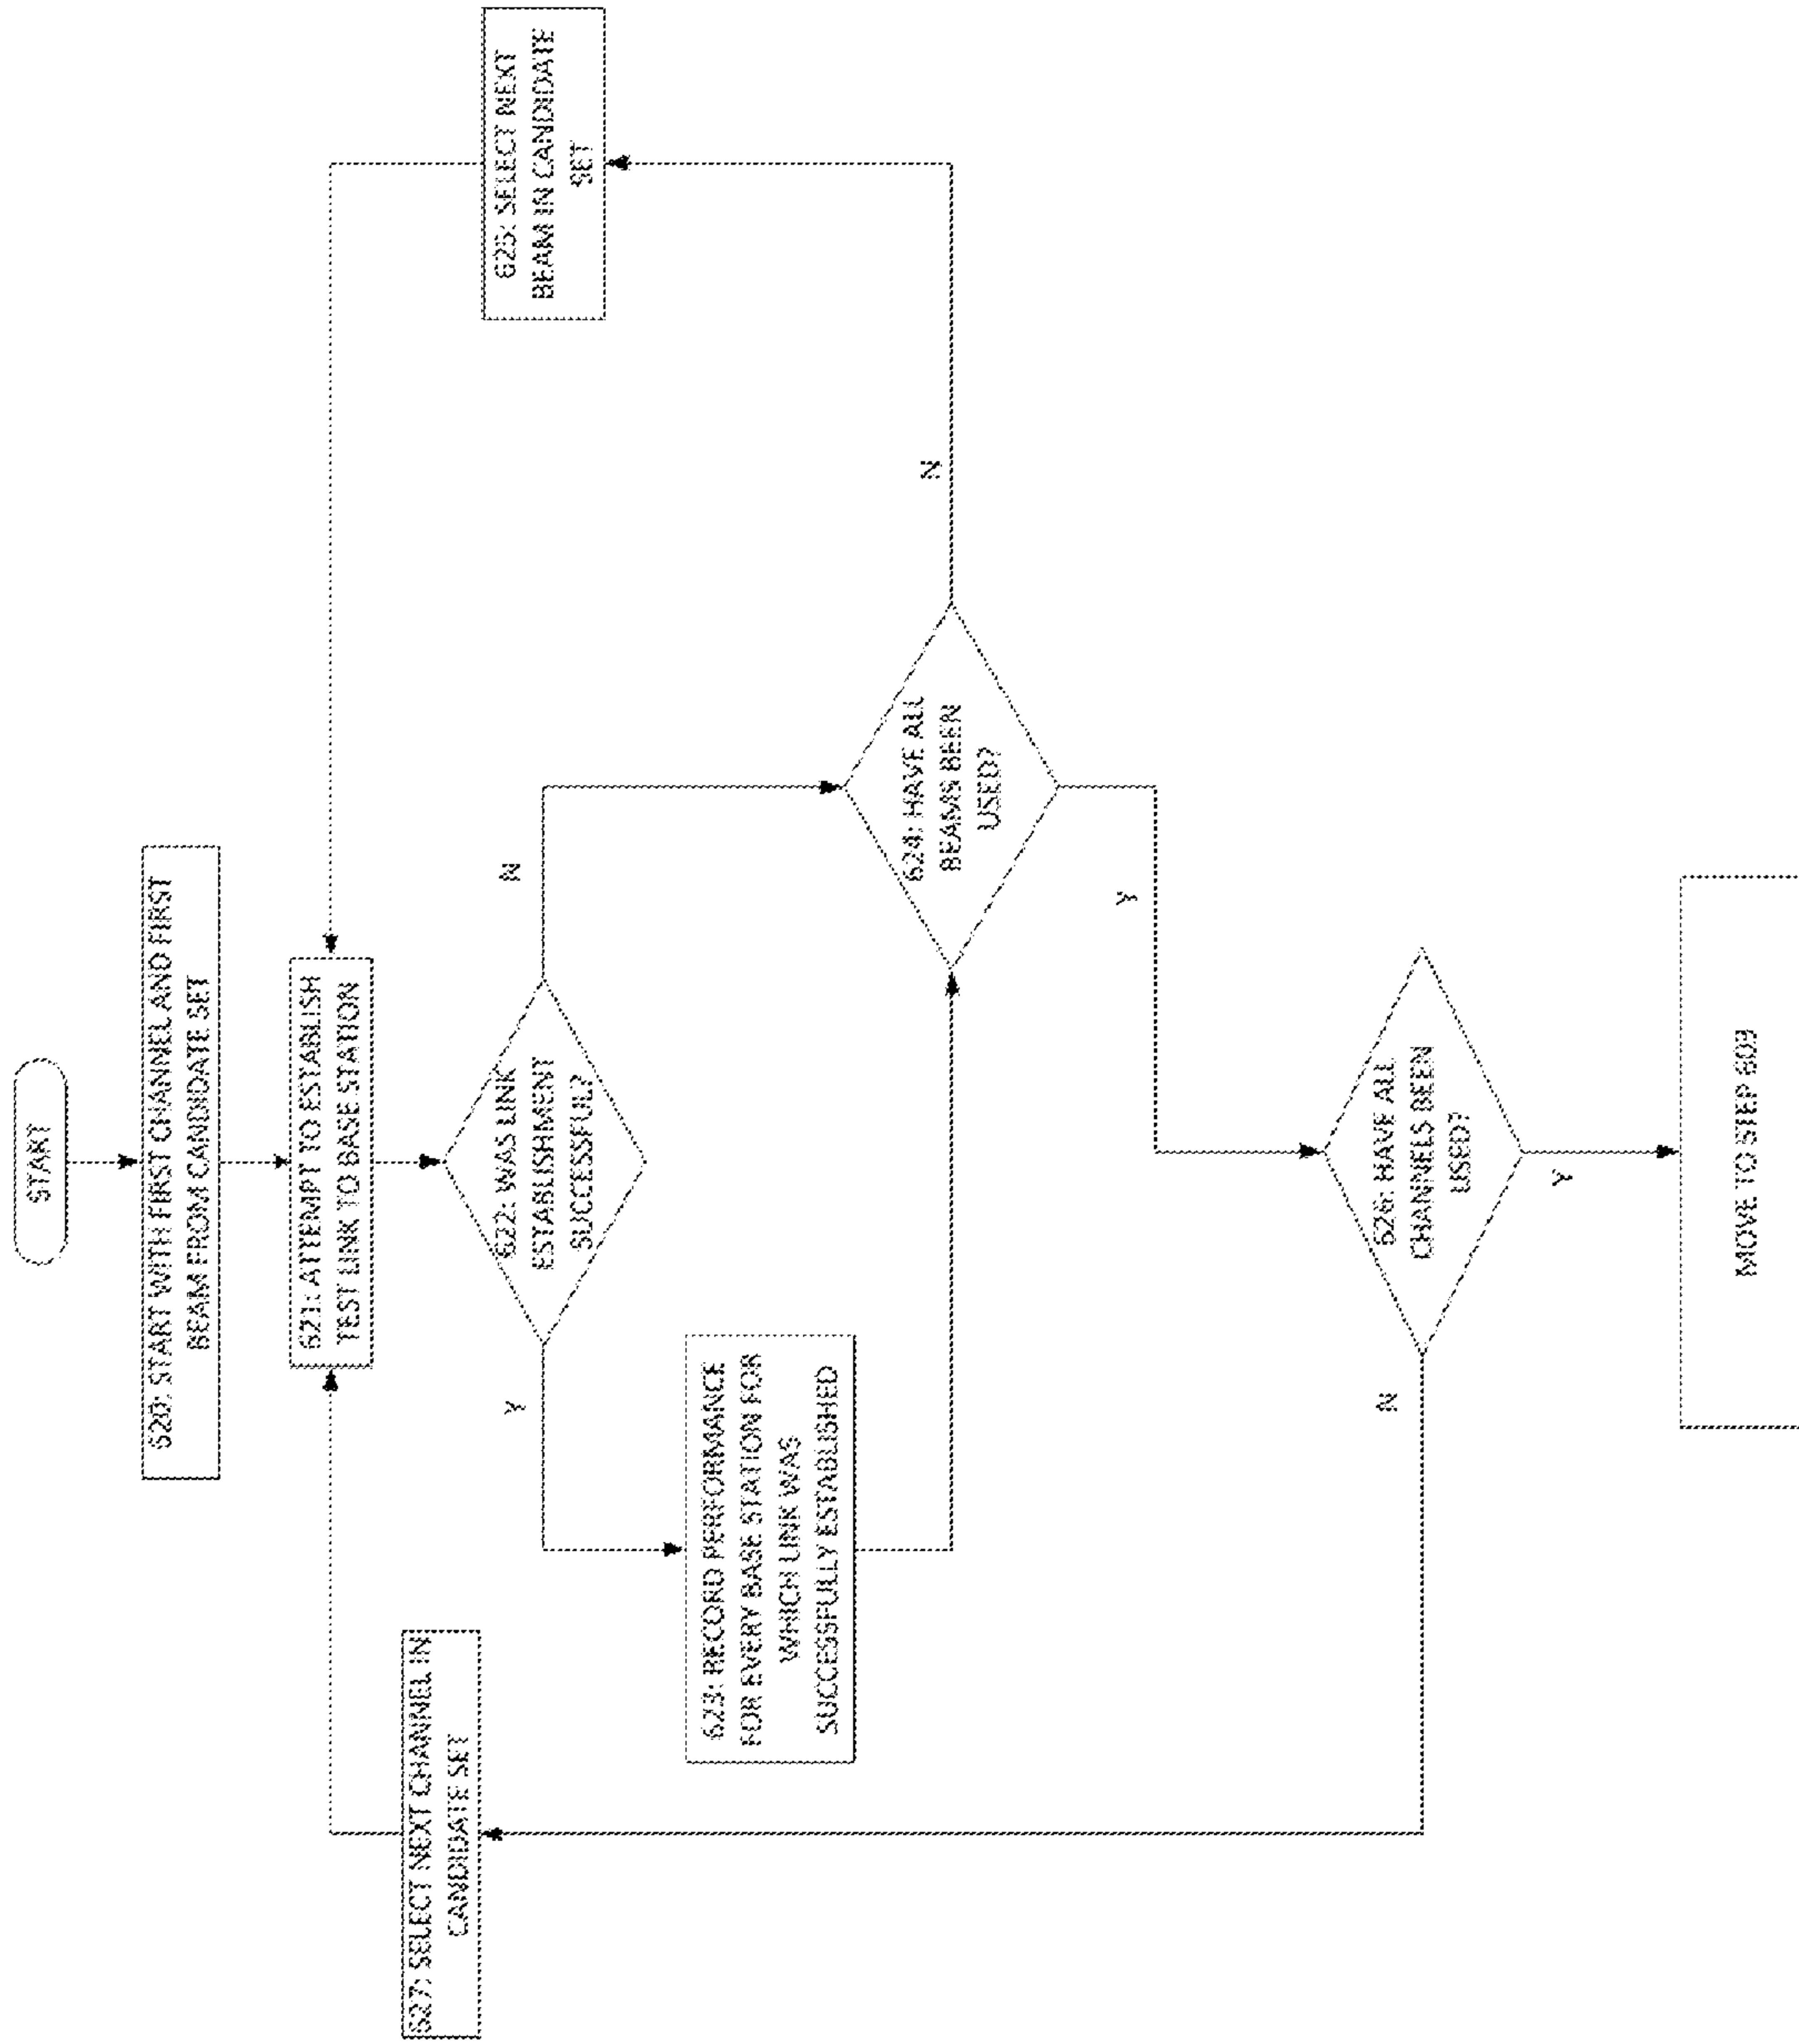 START
620: START WITH FIRST CHANNEL AND FIRST
BEAM FROM CANDIDATE SET
621: ATTEMPT TO ESTABLISH
TEST LINK TO BASE STATION
622: WAS LINK
ESTABLISHMENT
SUCCESSFUL?
Y
N
623: RECORD PERFORMANCE
FOR EVERY BASE STATION FOR
WHICH LINK WAS
SUCCESSFULLY ESTABLISHED
624: HAVE ALL
BEAMS BEEN
USED?
N
Y
625: SELECT NEXT
BEAM IN CANDIDATE
SET
626: HAVE ALL
CHANNELS BEEN
USED?
N
Y
627: SELECT NEXT CHANNEL IN
CANDIDATE SET
MOVE TO STEP 609